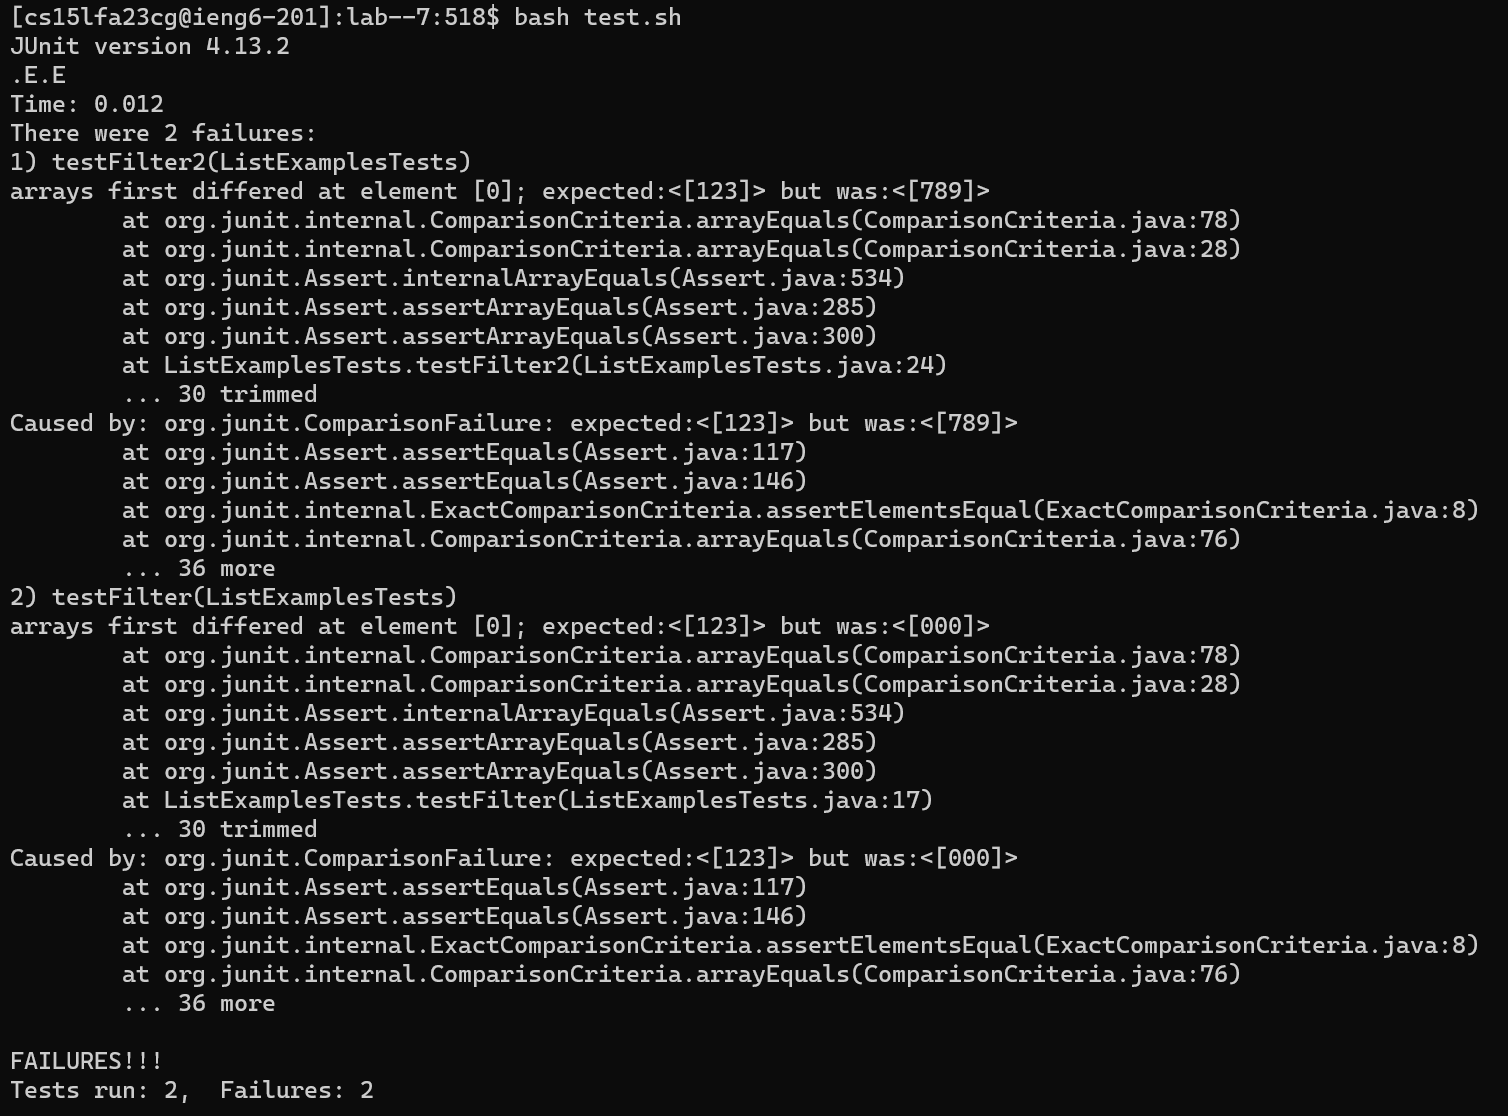 [cs15lfa23cg@ieng6-201]:lab--7:518$ bash test.sh
JUnit version 4.13.2
.E.E
Time: 0.012
There were 2 failures:
1) testFilter2(ListExamplesTests)
arrays first differed at element [0]; expected:<[123]> but was:<[789]>
        at org.junit.internal.ComparisonCriteria.arrayEquals(ComparisonCriteria.java:78)
        at org.junit.internal.ComparisonCriteria.arrayEquals(ComparisonCriteria.java:28)
        at org.junit.Assert.internalArrayEquals(Assert.java:534)
        at org.junit.Assert.assertArrayEquals(Assert.java:285)
        at org.junit.Assert.assertArrayEquals(Assert.java:300)
        at ListExamplesTests.testFilter2(ListExamplesTests.java:24)
        ... 30 trimmed
Caused by: org.junit.ComparisonFailure: expected:<[123]> but was:<[789]>
        at org.junit.Assert.assertEquals(Assert.java:117)
        at org.junit.Assert.assertEquals(Assert.java:146)
        at org.junit.internal.ExactComparisonCriteria.assertElementsEqual(ExactComparisonCriteria.java:8)
        at org.junit.internal.ComparisonCriteria.arrayEquals(ComparisonCriteria.java:76)
        ... 36 more
2) testFilter(ListExamplesTests)
arrays first differed at element [0]; expected:<[123]> but was:<[000]>
        at org.junit.internal.ComparisonCriteria.arrayEquals(ComparisonCriteria.java:78)
        at org.junit.internal.ComparisonCriteria.arrayEquals(ComparisonCriteria.java:28)
        at org.junit.Assert.internalArrayEquals(Assert.java:534)
        at org.junit.Assert.assertArrayEquals(Assert.java:285)
        at org.junit.Assert.assertArrayEquals(Assert.java:300)
        at ListExamplesTests.testFilter(ListExamplesTests.java:17)
        ... 30 trimmed
Caused by: org.junit.ComparisonFailure: expected:<[123]> but was:<[000]>
        at org.junit.Assert.assertEquals(Assert.java:117)
        at org.junit.Assert.assertEquals(Assert.java:146)
        at org.junit.internal.ExactComparisonCriteria.assertElementsEqual(ExactComparisonCriteria.java:8)
        at org.junit.internal.ComparisonCriteria.arrayEquals(ComparisonCriteria.java:76)
        ... 36 more

FAILURES!!!
Tests run: 2,  Failures: 2